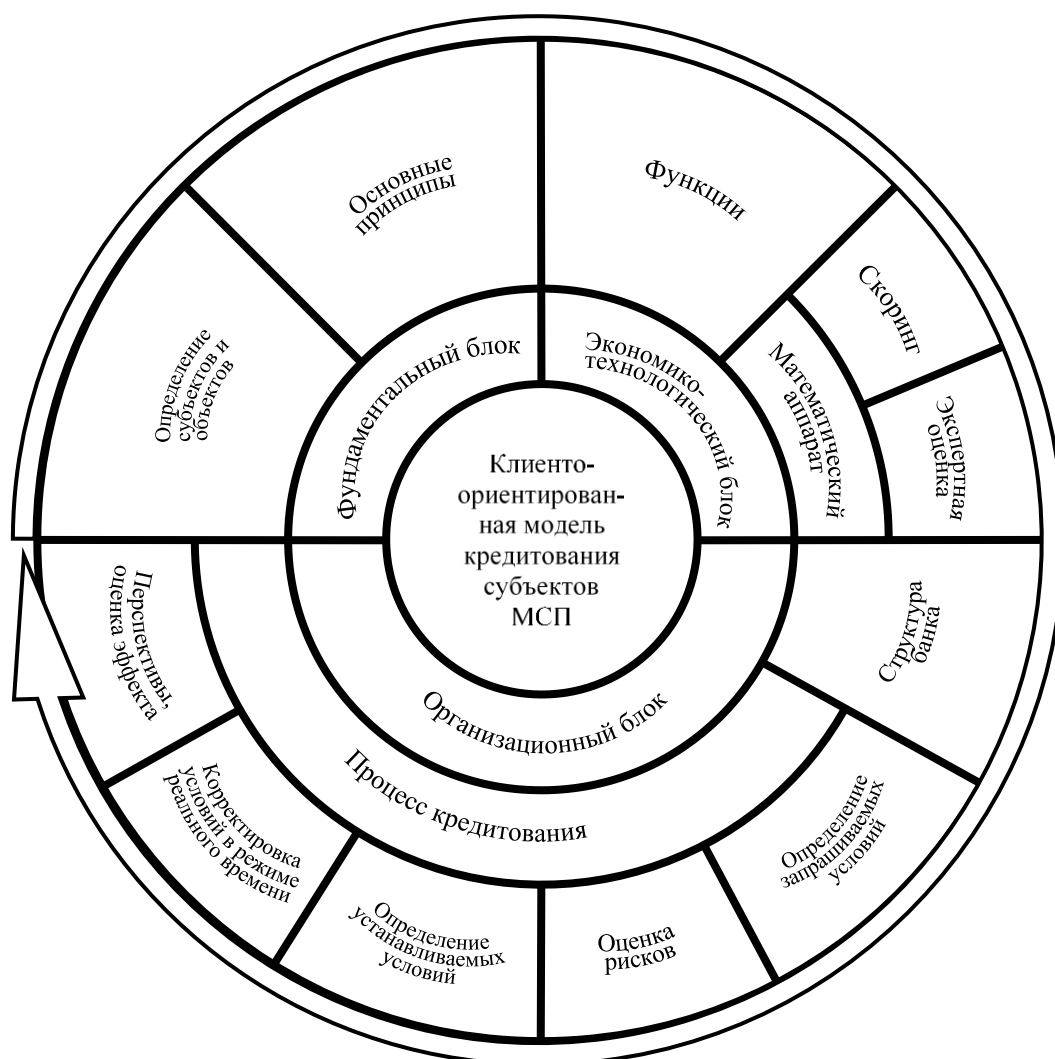 Клиенто-
ориентирован-
ная модель
кредитования
субъектов
МСП
Фундаментальный блок
Определение
субъектов и
объектов
Основные
принципы
Экономико-
технологический блок
Функции
Математический
аппарат
Скоринг
Экспертная
оценка
Организационный блок
Структура
банка
Процесс кредитования
Определение
запрашиваемых
условий
Оценка
рисков
Определение
устанавливаемых
условий
Корректировка
условий в режиме
реального времени
Перспективы,
оценка эффекта